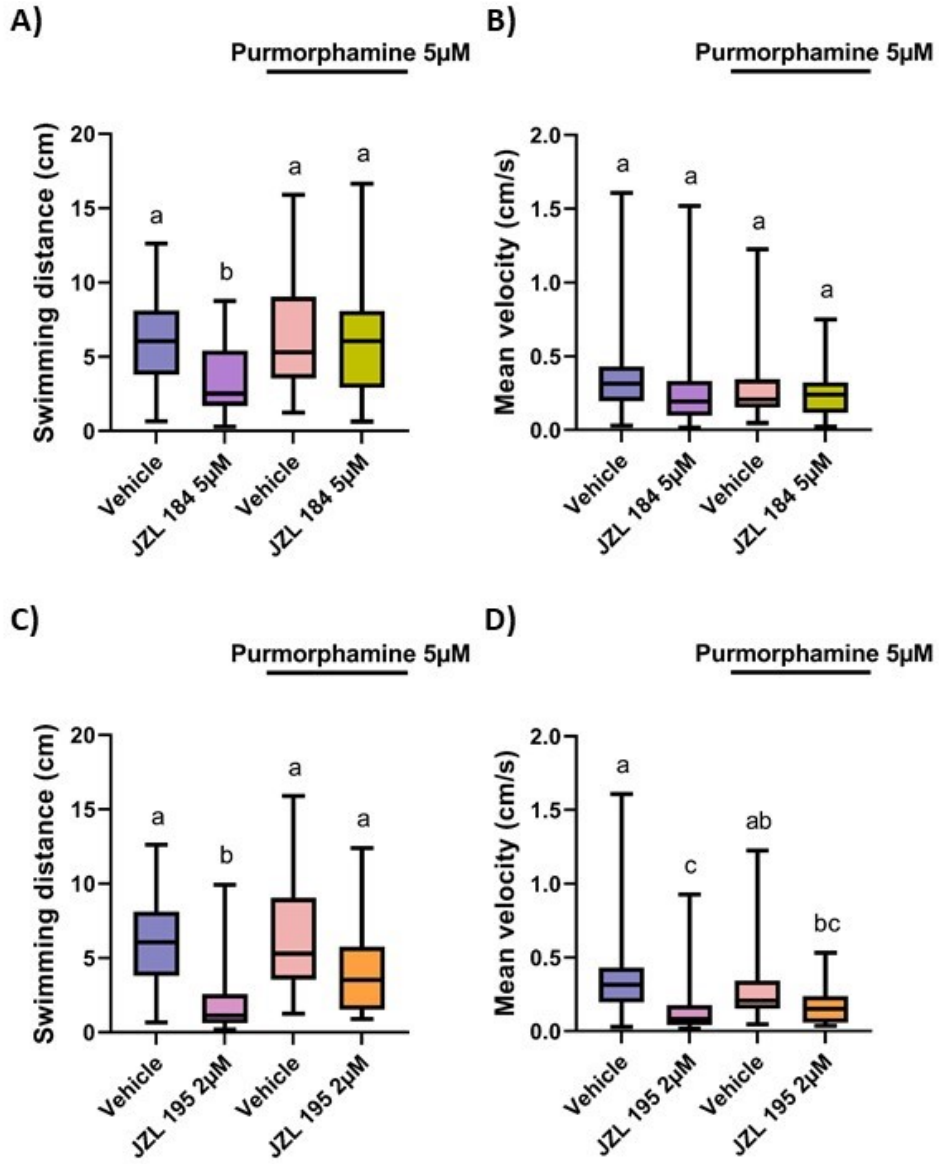 A)
Purmorphamine 5µM
Swimming distance (cm)
20
15
10
5
0
a
b
a
a
Vehicle
JZL 184 5µM
Vehicle
JZL 184 5µM
B)
Purmorphamine 5µM
Mean velocity (cm/s)
2.0
1.5
1.0
0.5
0.0
a
a
a
a
Vehicle
JZL 184 5µM
Vehicle
JZL 184 5µM
C)
Purmorphamine 5µM
Swimming distance (cm)
20
15
10
5
0
a
b
a
a
Vehicle
JZL 195 2µM
Vehicle
JZL 195 2µM
D)
Purmorphamine 5µM
Mean velocity (cm/s)
2.0
1.5
1.0
0.5
0.0
a
c
ab
bc
Vehicle
JZL 195 2µM
Vehicle
JZL 195 2µM